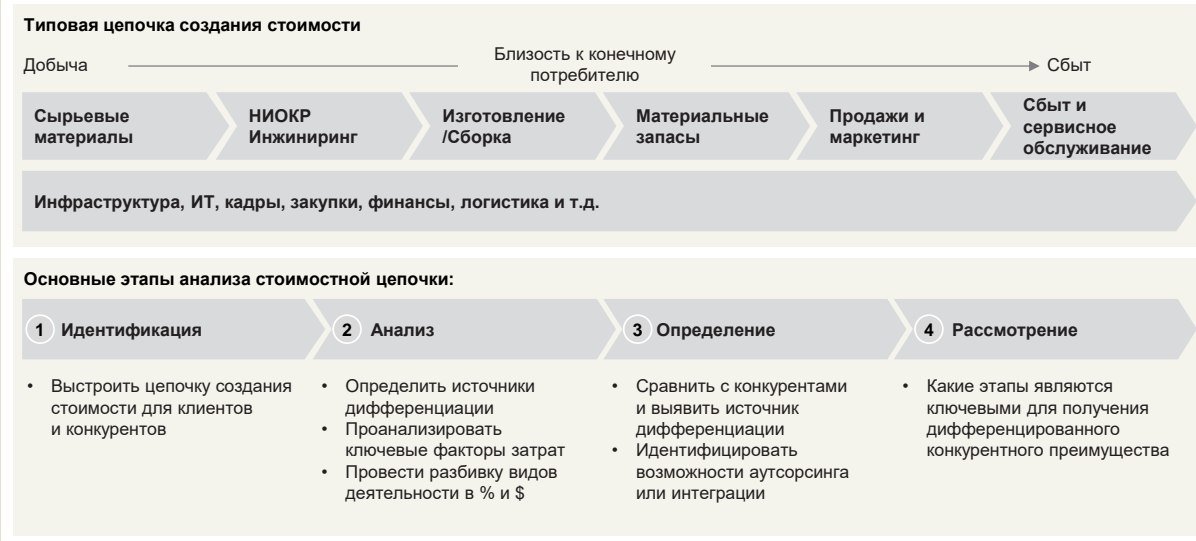 Типовая цепочка создания стоимости
Добыча
Близость к конечному
потребителю
Сбыт
Сырьевые
материалы
НИОКР
Инжиниринг
Изготовление
/Сборка
Материальные
запасы
Продажи и
маркетинг
Сбыт и
сервисное
обслуживание
Инфраструктура, ИТ, кадры, закупки, финансы, логистика и т.д.
Основные этапы анализа стоимостной цепочки:
1 Идентификация
• Выстроить цепочку создания
стоимости для клиентов
и конкурентов
2 Анализ
• Определить источники
дифференциации
• Проанализировать
ключевые факторы затрат
• Провести разбивку видов
деятельности в % и $
3 Определение
• Сравнить с конкурентами
и выявить источник
дифференциации
• Идентифицировать
возможности аутсорсинга
или интеграции
4 Рассмотрение
• Какие этапы являются
ключевыми для получения
дифференцированного
конкурентного преимущества